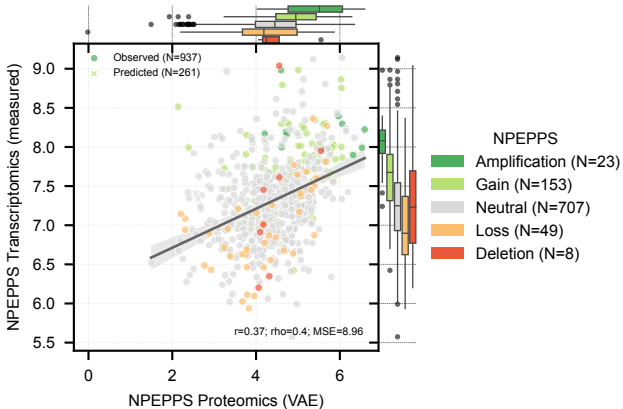 Observed (N=937)
Predicted (N=261)
9.0
8.5
8.0
7.5
7.0
6.5
6.0
5.5
NPEPPS Transcriptomics (measured)
r=0.37; rho=0.4; MSE=8.96
0
2
4
6
NPEPPS Proteomics (VAE)
NPEPPS
Amplification (N=23)
Gain (N=153)
Neutral (N=707)
Loss (N=49)
Deletion (N=8)